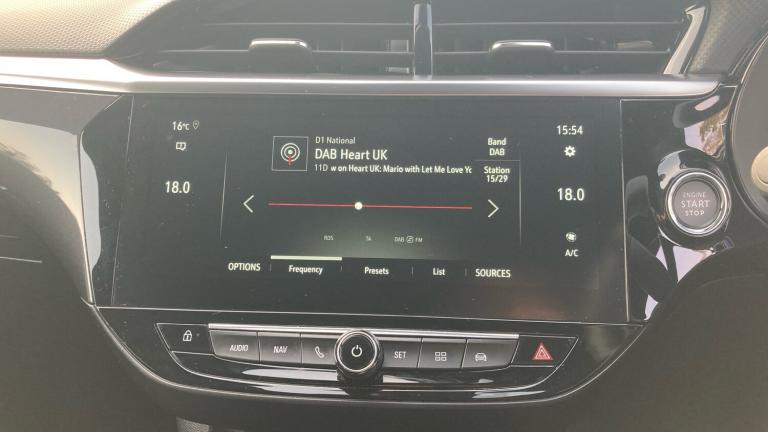 16°C
18.0
D1 National
DAB Heart UK
11D w on Heart UK: Mario with Let Me Love Yo
Band
DAB
Station
15/29
15:54
18.0
A/C
RDS TA DAB FM
OPTIONS Frequency Presets List SOURCES
ENGINE
START
STOP
AUDIO NAV SET